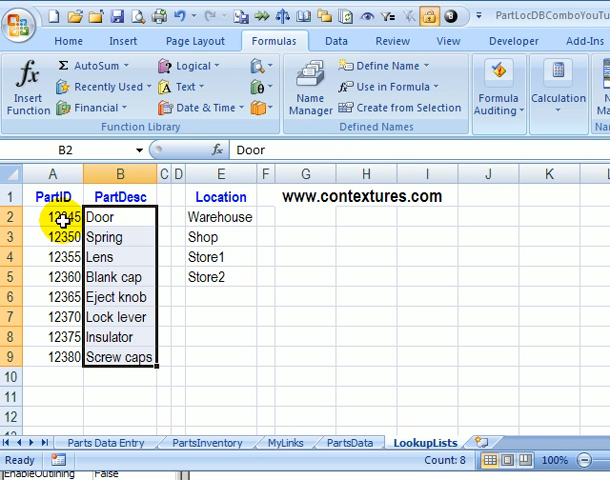 PartLocDBComboYouTu
Home Insert Page Layout Formulas Data Review View Developer Add-Ins
fx Insert Function
Σ AutoSum
Recently Used
Financial
Logical
Text
Date & Time
Function Library
Name Manager
Define Name
Use in Formula
Create from Selection
Defined Names
Formula Auditing
Calculation
B2 fx Door
A B C D E F G H I J K L
1 PartID PartDesc Location www.contextures.com
2 12345 Door Warehouse
3 12350 Spring Shop
4 12355 Lens Store1
5 12360 Blank cap Store2
6 12365 Eject knob
7 12370 Lock lever
8 12375 Insulator
9 12380 Screw caps
10
11
12
Parts Data Entry PartsInventory MyLinks PartsData LookupLists
Ready Count: 8 100%
EnableOutlining False